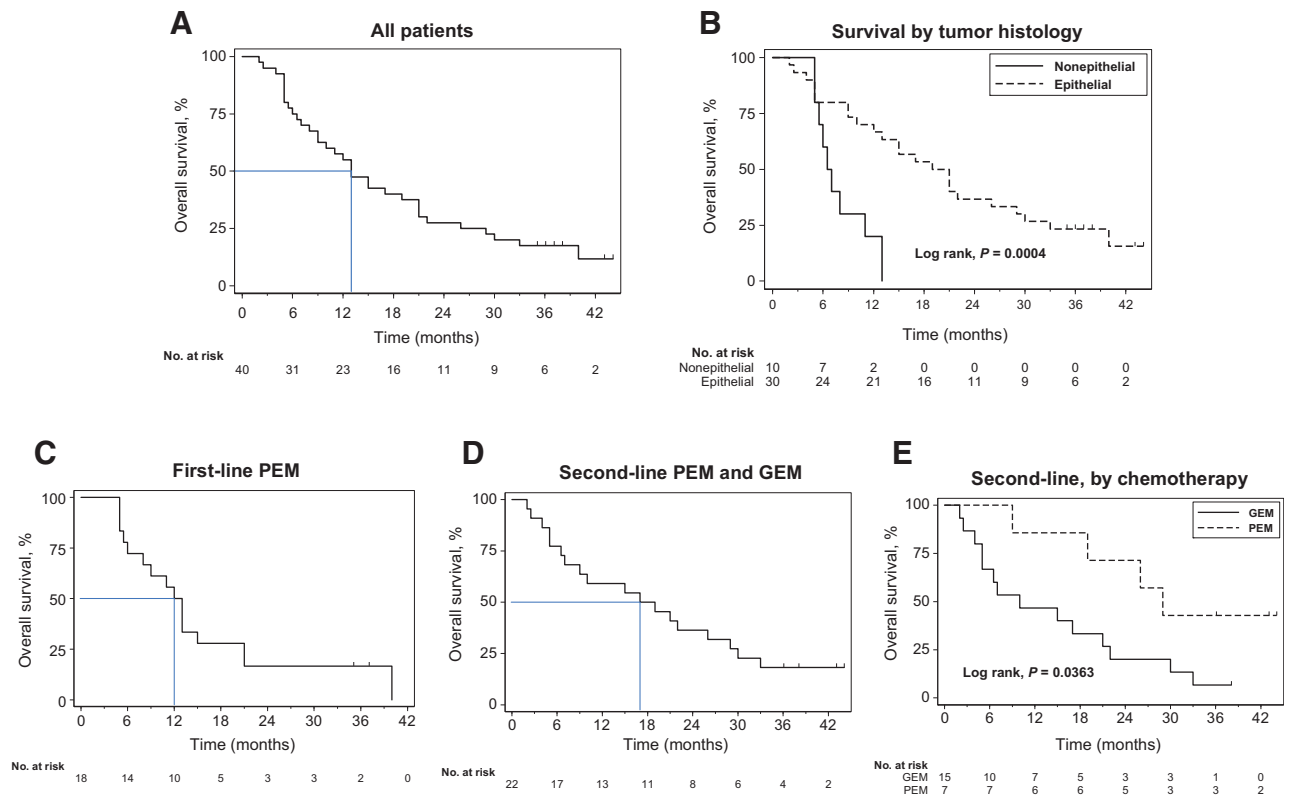 A
All patients
Overall survival, %
100
75
50
25
0
0 6 12 18 24 30 36 42
Time (months)
No. at risk
40 31 23 16 11 9 6 2
B
Survival by tumor histology
Nonepithelial
Epithelial
Overall survival, %
100
75
50
25
0
Log rank, P = 0.0004
0 6 12 18 24 30 36 42
Time (months)
No. at risk
Nonepithelial 10 7 2 0 0 0 0 0
Epithelial 30 24 21 16 11 9 6 2
C
First-line PEM
Overall survival, %
100
75
50
25
0
0 6 12 18 24 30 36 42
Time (months)
No. at risk
18 14 10 5 3 3 2 0
D
Second-line PEM and GEM
Overall survival, %
100
75
50
25
0
0 6 12 18 24 30 36 42
Time (months)
No. at risk
22 17 13 11 8 6 4 2
E
Second-line, by chemotherapy
GEM
PEM
Overall survival, %
100
75
50
25
0
Log rank, P = 0.0363
0 6 12 18 24 30 36 42
Time (months)
No. at risk
GEM 15 10 7 5 3 3 1 0
PEM 7 7 6 6 5 3 3 2